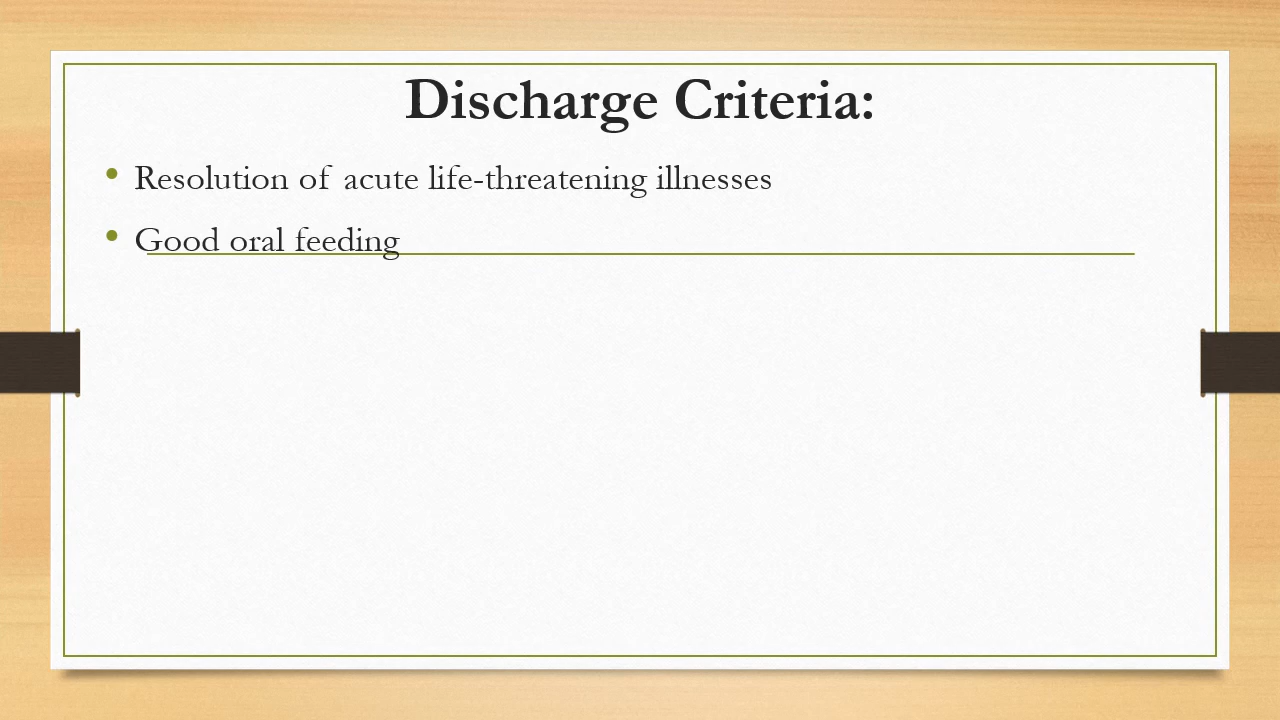 Discharge Criteria:
• Resolution of acute life-threatening illnesses
• Good oral feeding